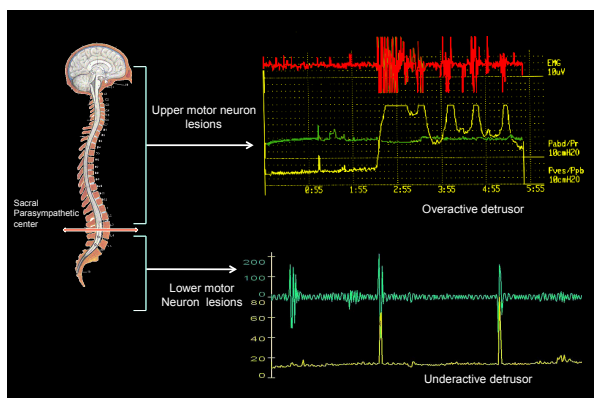 EMG
10uV
Upper motor neuron
lesions
Pabd/Pr
10cmH2O
Pves/Ppb
10cmH2O
0:55 1:55 2:55 3:55 4:55 5:55
Overactive detrusor
Sacral
Parasympathetic
center
Lower motor
Neuron lesions
200
100
0
80
60
40
20
0
Underactive detrusor